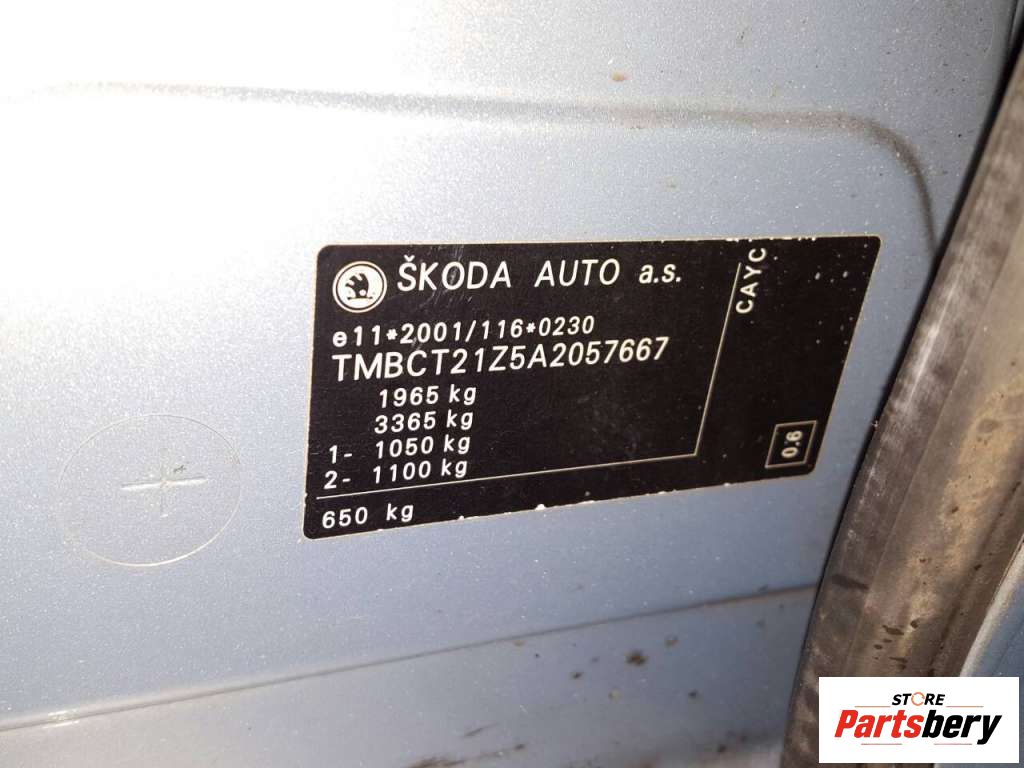 ŠKODA AUTO a.s.
e11*2001/116*0230
TMBCT21Z5A2057667
1965 kg
3365 kg
1- 1050 kg
2- 1100 kg
650 kg
CAYC
0.6
STORE
Partsbery